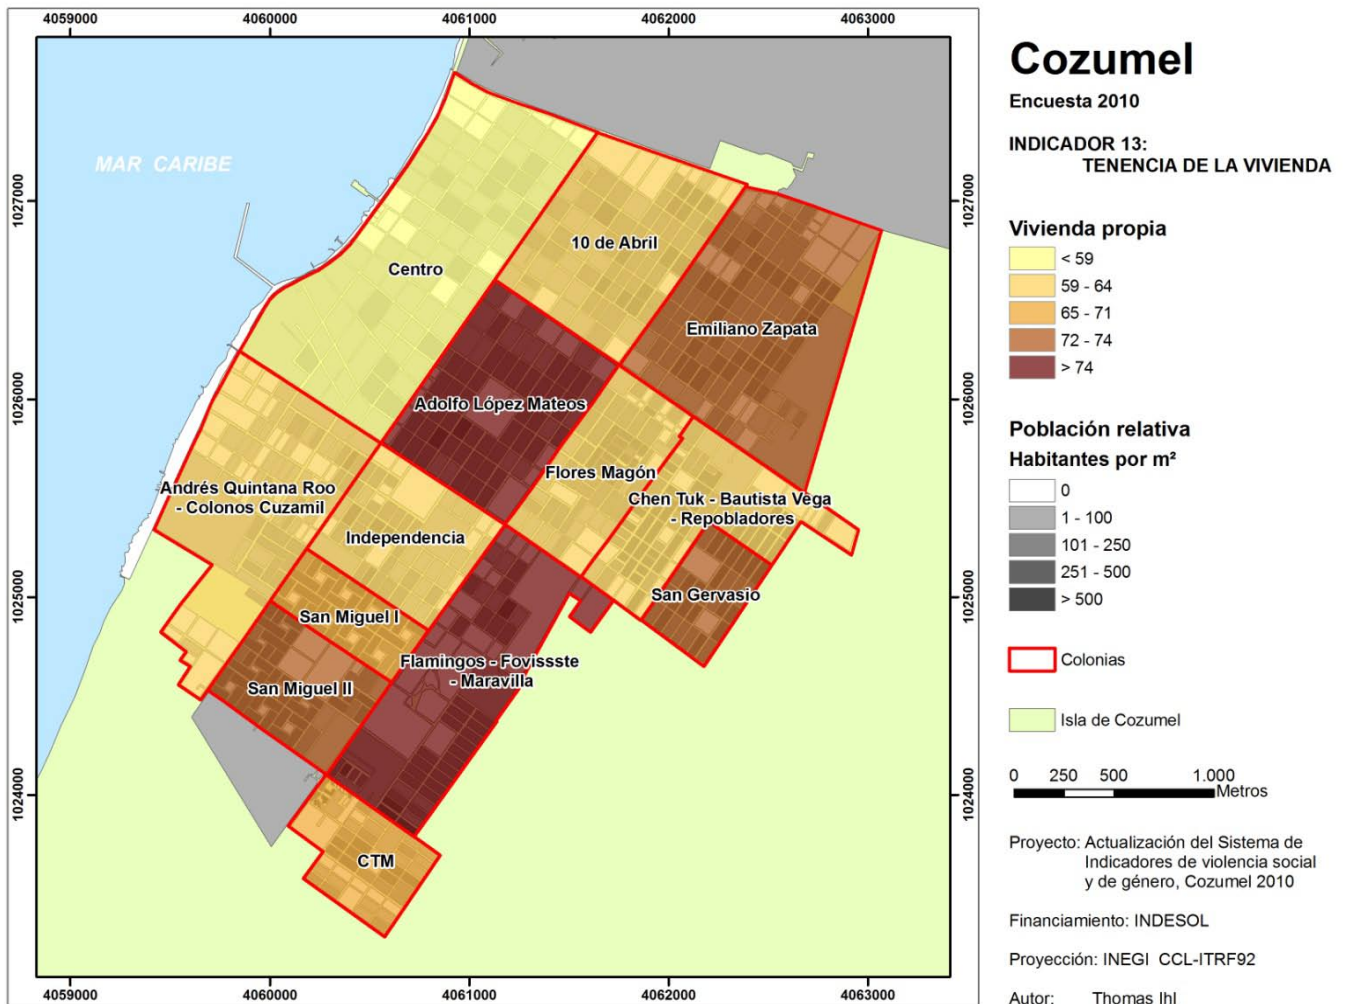 4059000
4060000
4061000
4062000
4063000
1027000
1026000
1025000
1024000
1027000
1026000
1025000
1024000
MAR CARIBE
Centro
10 de Abril
Emiliano Zapata
Adolfo López Mateos
Flores Magón
Andrés Quintana Roo
- Colonos Cuzamil
Chen Tuk - Bautista Vega
- Repobladores
Independencia
San Gervasio
San Miguel I
Flamingos - Fovissste
- Maravilla
San Miguel II
CTM
4059000
4060000
4061000
4062000
4063000
Cozumel
Encuesta 2010
INDICADOR 13:
TENENCIA DE LA VIVIENDA
Vivienda propia
< 59
59 - 64
65 - 71
72 - 74
> 74
Población relativa
Habitantes por m²
0
1 - 100
101 - 250
251 - 500
> 500
Colonias
Isla de Cozumel
0 250 500 1.000
Metros
Proyecto: Actualización del Sistema de
Indicadores de violencia social
y de género, Cozumel 2010
Financiamiento: INDESOL
Proyección: INEGI CCL-ITRF92
Autor: Thomas Ihl